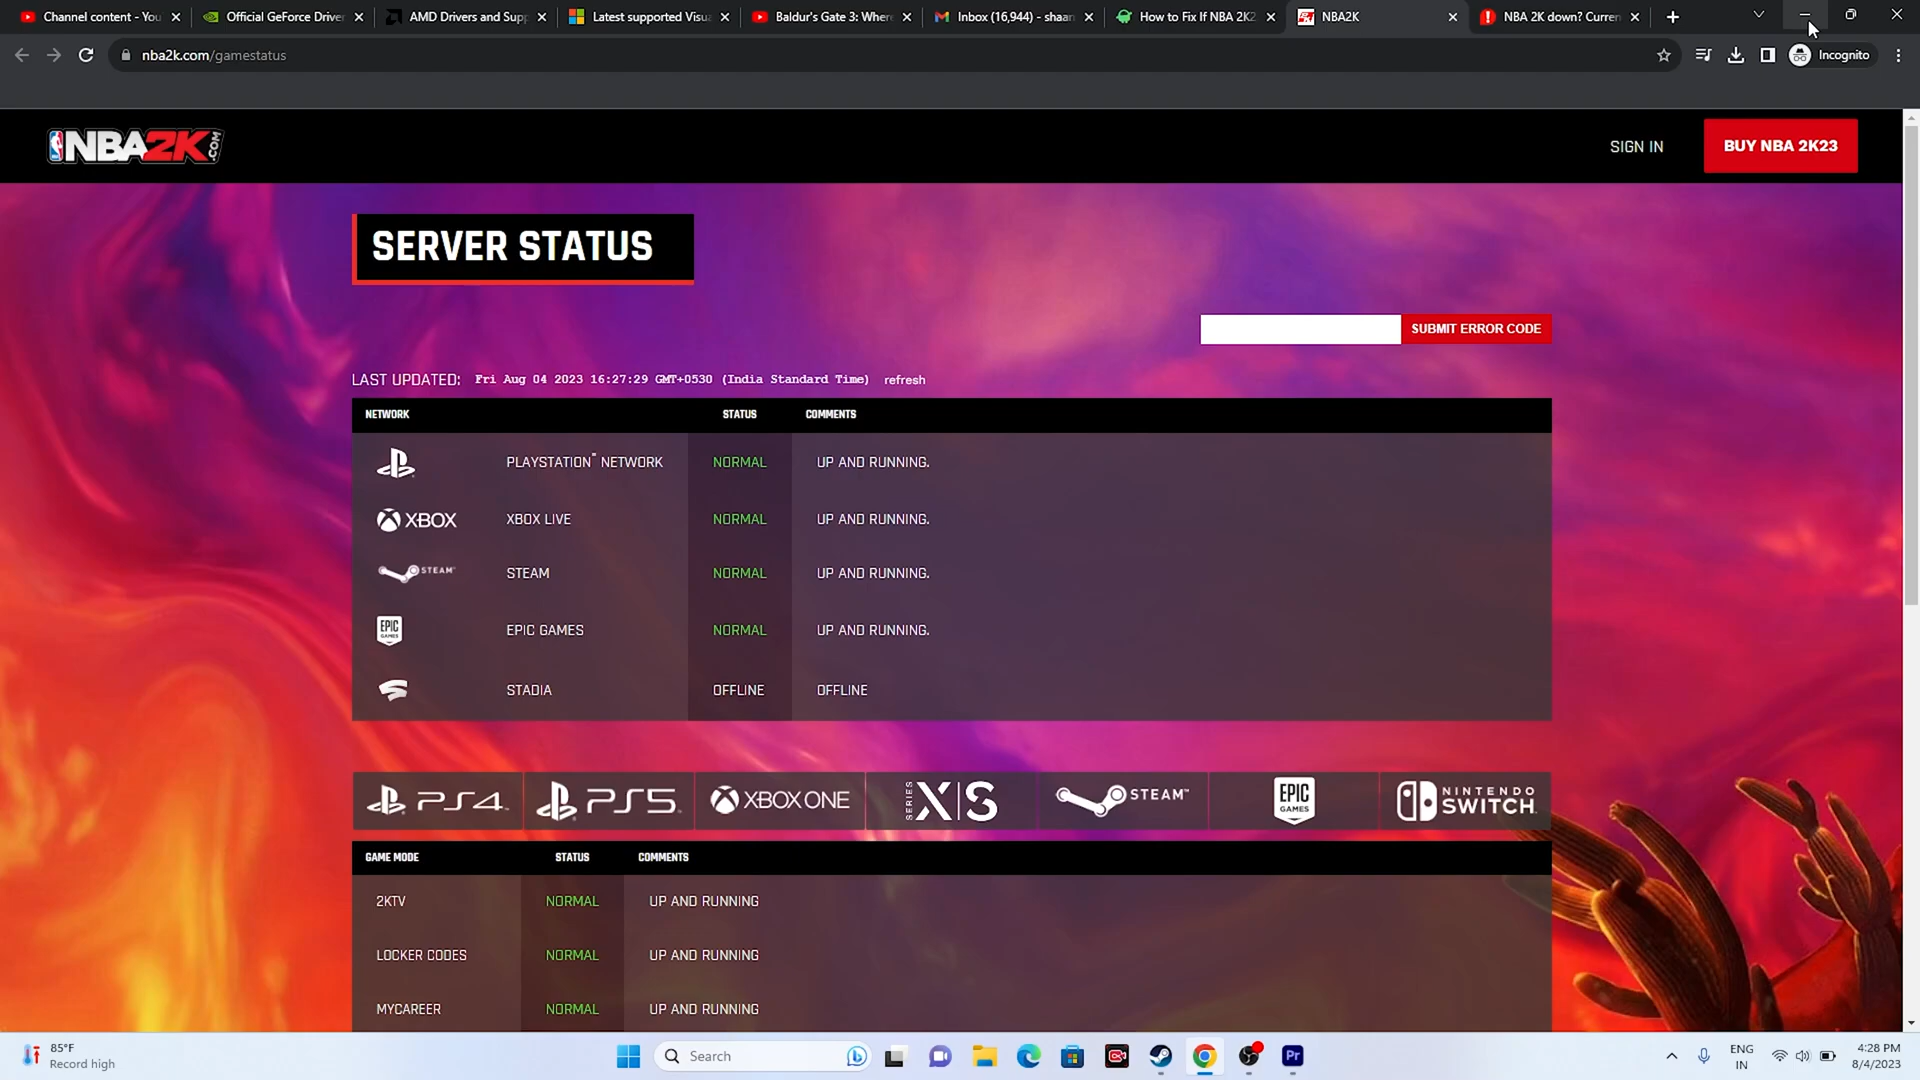 Channel content - You
Official GeForce Driver
AMD Drivers and Supp
Latest supported Visua
Baldur's Gate 3: Where
Inbox (16,944) - shaan
How to Fix If NBA 2K2
NBA2K
NBA 2K down? Curren
nba2k.com/gamestatus
Incognito
NBA2K.COM
SIGN IN
BUY NBA 2K23
SERVER STATUS
SUBMIT ERROR CODE
LAST UPDATED: Fri Aug 04 2023 16:27:29 GMT+0530 (India Standard Time) refresh
NETWORK STATUS COMMENTS
PLAYSTATION™ NETWORK NORMAL UP AND RUNNING.
XBOX XBOX LIVE NORMAL UP AND RUNNING.
STEAM STEAM NORMAL UP AND RUNNING.
EPIC GAMES EPIC GAMES NORMAL UP AND RUNNING.
STADIA OFFLINE OFFLINE
PS4 PS5 XBOX ONE SERIES X|S STEAM EPIC GAMES NINTENDO SWITCH
GAME MODE STATUS COMMENTS
2KTV NORMAL UP AND RUNNING
LOCKER CODES NORMAL UP AND RUNNING
MYCAREER NORMAL UP AND RUNNING
85°F
Record high
Search
Pr
ENG
IN
4:28 PM
8/4/2023